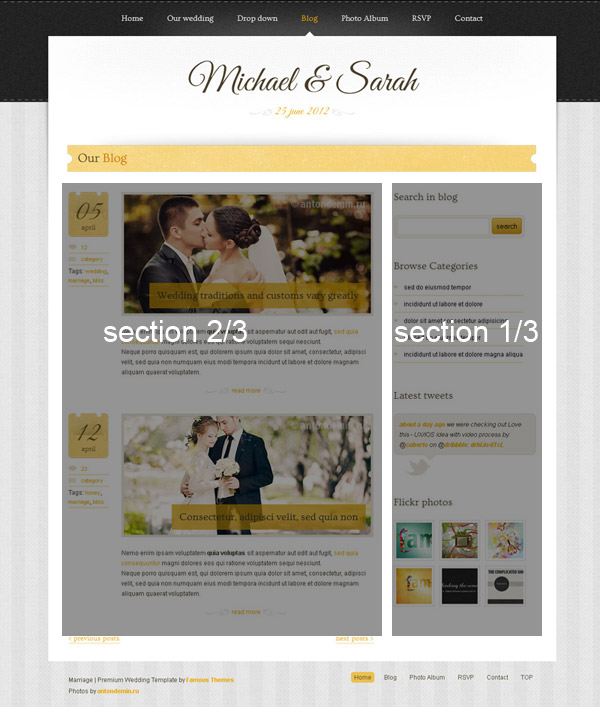 Home Our wedding Drop down Blog Photo Album RSVP Contact
Michael & Sarah
25 june 2012
Our Blog
05
april
12
category
Tags: wedding,
marriage, bliss
©antondemin.ru
Wedding traditions and customs vary greatly
section 2/3
voluptas sit aspernatur aut odit aut fugit, sed quia
magni dolores eos qui ratione voluptatem sequi nesciunt.
Neque porro quisquam est, qui dolorem ipsum quia dolor sit amet, consectetur, adipisci
velit, sed quia non numquam eius modi tempora incidunt ut labore et dolore magnam
aliquam quaerat voluptatem.
read more
12
april
22
category
Tags: honey,
marriage, bliss
antondemin.ru
Consectetur, adipisci velit, sed quia non
Nemo enim ipsam voluptatem quia voluptas sit aspernatur aut odit aut fugit, sed quia
consequuntur magni dolores eos qui ratione voluptatem sequi nesciunt.
Neque porro quisquam est, qui dolorem ipsum quia dolor sit amet, consectetur, adipisci
velit, sed quia non numquam eius modi tempora incidunt ut labore et dolore magnam
aliquam quaerat voluptatem.
read more
< previous posts next posts >
Search in blog
search
Browse Categories
sed do eiusmod tempor
incididunt ut labore et dolore
dolor sit amet, consectetur adipisicing
section 1/3
incididunt ut labore et dolore magna aliqua
Latest tweets
about a day ago we were checking out Love
this - UX/IOS idea with video process by
Flickr photos
Marriage | Premium Wedding Template by Famous Themes
Photos by antondemin.ru
Home Blog Photo Album RSVP Contact TOP